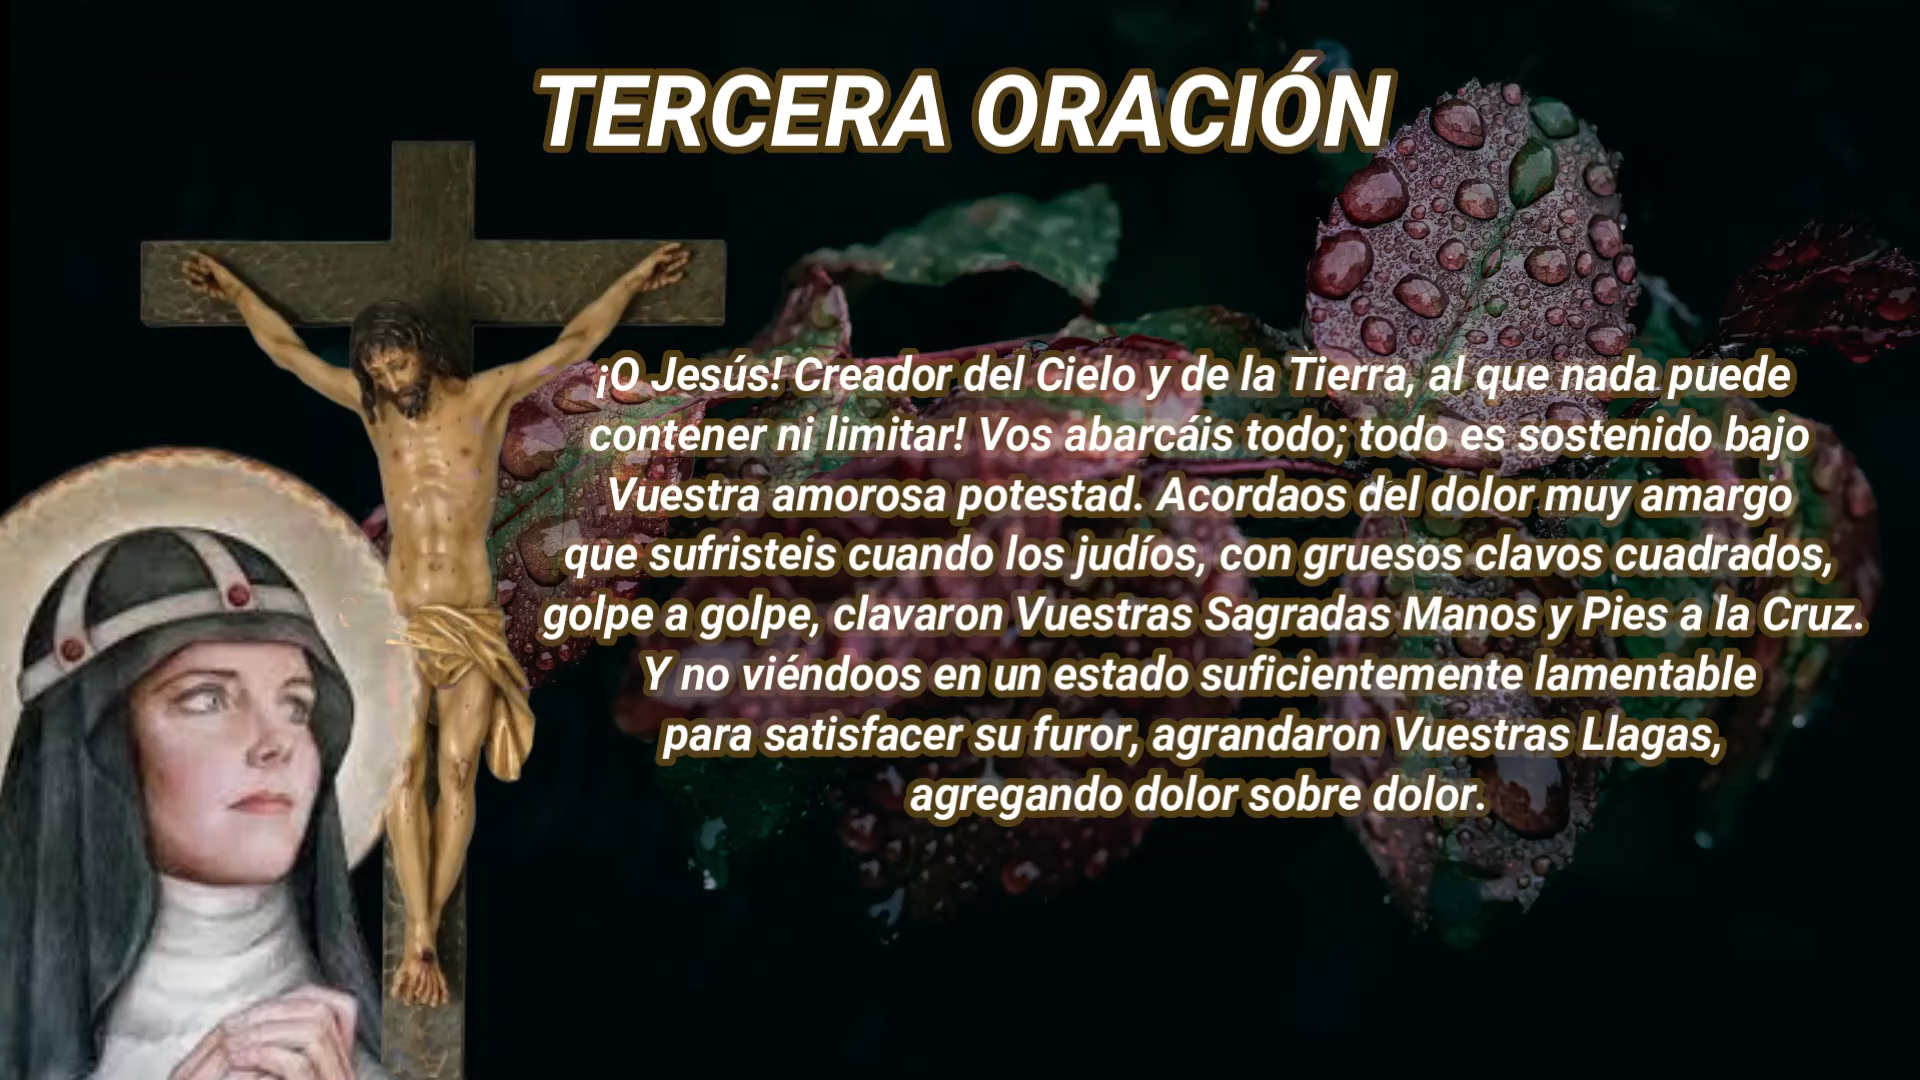 TERCERA ORACIÓN
¡O Jesús! Creador del Cielo y de la Tierra, al que nada puede
contener ni limitar! Vos abarcáis todo; todo es sostenido bajo
Vuestra amorosa potestad. Acordaos del dolor muy amargo
que sufristeis cuando los judíos, con gruesos clavos cuadrados,
golpe a golpe, clavaron Vuestras Sagradas Manos y Pies a la Cruz.
Y no viéndoos en un estado suficientemente lamentable
para satisfacer su furor, agrandaron Vuestras Llagas,
agregando dolor sobre dolor.